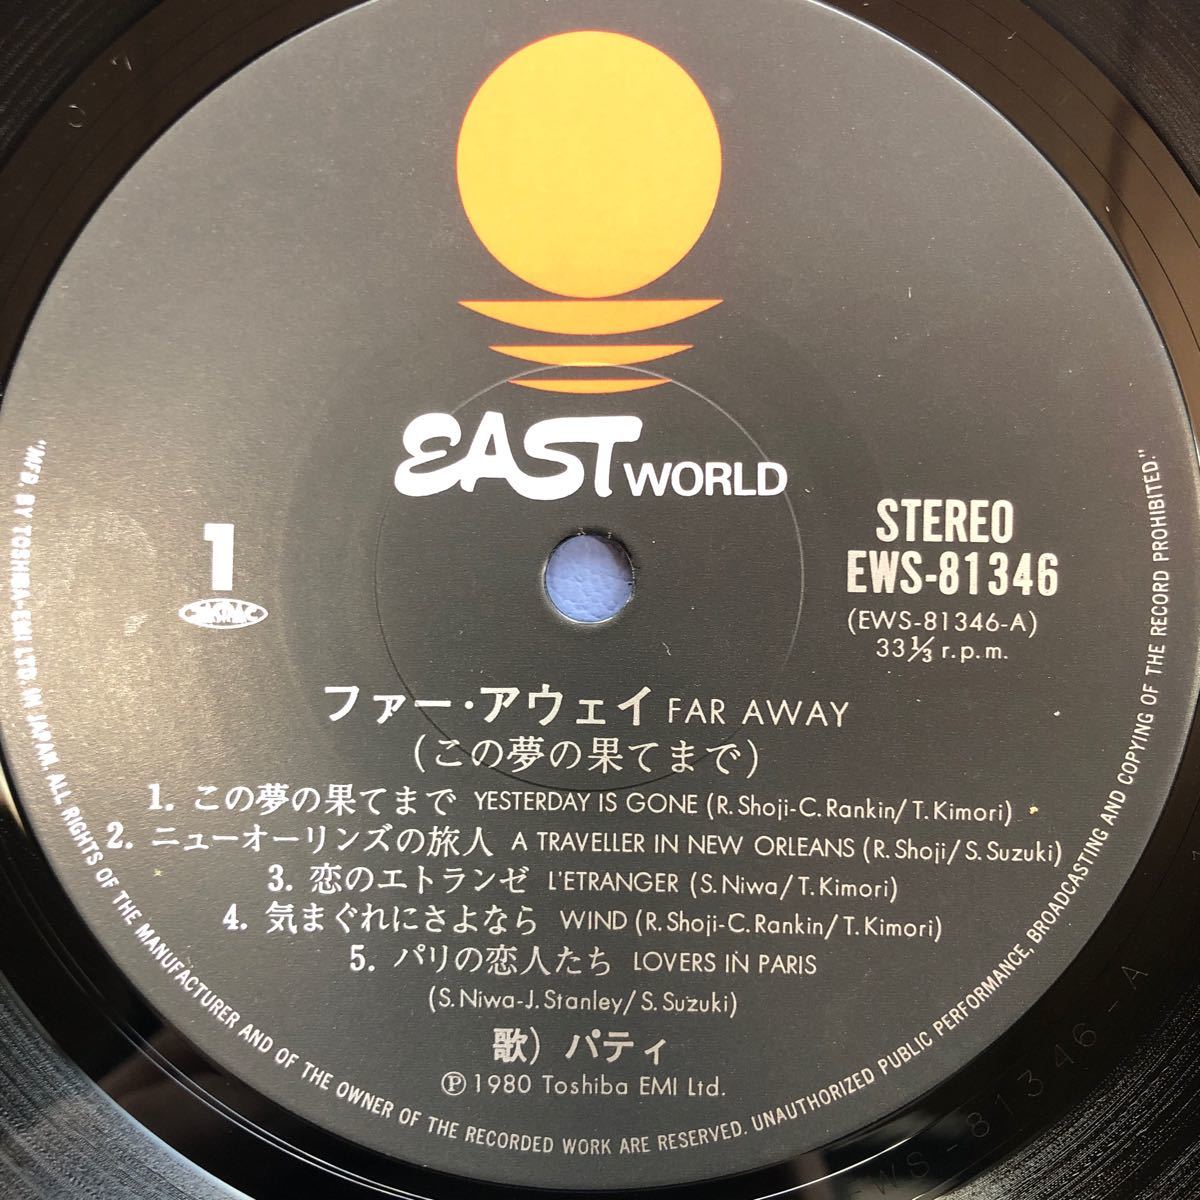 EAST WORLD
1
JASRAC
STEREO
EWS-81346
(EWS-81346-A)
33 1/3 r.p.m.
ファー・アウェイ FAR AWAY
(この夢の果てまで)
1. この夢の果てまで YESTERDAY IS GONE (R. Shoji-C. Rankin/T. Kimori)
2. ニューオーリンズの旅人 A TRAVELLER IN NEW ORLEANS (R. Shoji/S. Suzuki)
3. 恋のエトランゼ L'ETRANGER (S. Niwa/T. Kimori)
4. 気まぐれにさよなら WIND (R. Shoji-C. Rankin/T. Kimori)
5. パリの恋人たち LOVERS IN PARIS
(S. Niwa-J. Stanley/S. Suzuki)
歌) パティ
Ⓟ 1980 Toshiba EMI Ltd.
"MFD. BY TOSHIBA-EMI LTD. IN JAPAN. ALL RIGHTS OF THE MANUFACTURER AND OF THE OWNER OF THE RECORDED WORK ARE RESERVED. UNAUTHORIZED PUBLIC PERFORMANCE, BROADCASTING AND COPYING OF THE RECORD PROHIBITED."
EWS-81346-A